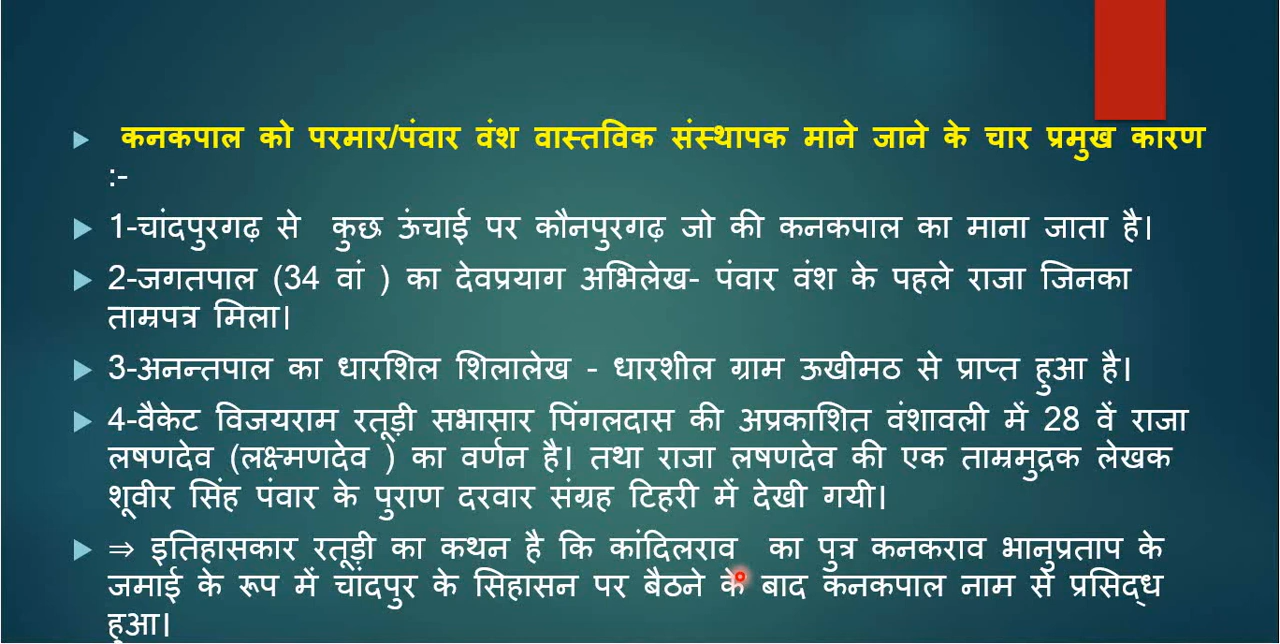 कनकपाल को परमार/पंवार वंश वास्तविक संस्थापक माने जाने के चार प्रमुख कारण
:-
1-चांदपुरगढ़ से कुछ ऊंचाई पर कौनपुरगढ़ जो की कनकपाल का माना जाता है।
2-जगतपाल (34 वां ) का देवप्रयाग अभिलेख- पंवार वंश के पहले राजा जिनका
ताम्रपत्र मिला।
3-अनन्तपाल का धारशिल शिलालेख - धारशील ग्राम ऊखीमठ से प्राप्त हुआ है।
4-वैकेट विजयराम रतूड़ी सभासार पिंगलदास की अप्रकाशित वंशावली में 28 वें राजा
लषणदेव (लक्ष्मणदेव ) का वर्णन है। तथा राजा लषणदेव की एक ताम्रमुद्रक लेखक
शूवीर सिंह पंवार के पुराण दरवार संग्रह टिहरी में देखी गयी।
⇒ इतिहासकार रतूड़ी का कथन है कि कांदिलराव का पुत्र कनकराव भानुप्रताप के
जमाई के रूप में चांदपुर के सिहासन पर बैठने के बाद कनकपाल नाम से प्रसिद्ध
हुआ।